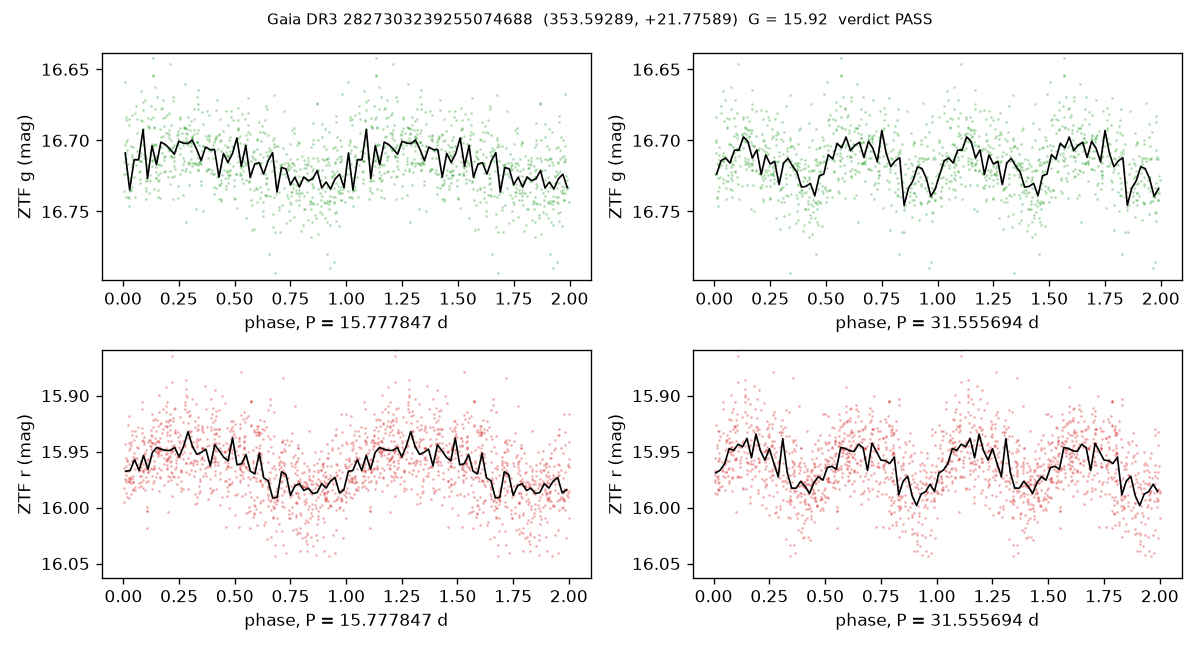 Gaia DR3 2827303239255074688 (353.59289, +21.77589) G = 15.92 verdict PASS
ZTF g (mag)
16.65
16.70
16.75
0.00 0.25 0.50 0.75 1.00 1.25 1.50 1.75 2.00
phase, P = 15.777847 d
ZTF g (mag)
16.65
16.70
16.75
0.00 0.25 0.50 0.75 1.00 1.25 1.50 1.75 2.00
phase, P = 31.555694 d
ZTF r (mag)
15.90
15.95
16.00
16.05
0.00 0.25 0.50 0.75 1.00 1.25 1.50 1.75 2.00
phase, P = 15.777847 d
ZTF r (mag)
15.90
15.95
16.00
16.05
0.00 0.25 0.50 0.75 1.00 1.25 1.50 1.75 2.00
phase, P = 31.555694 d